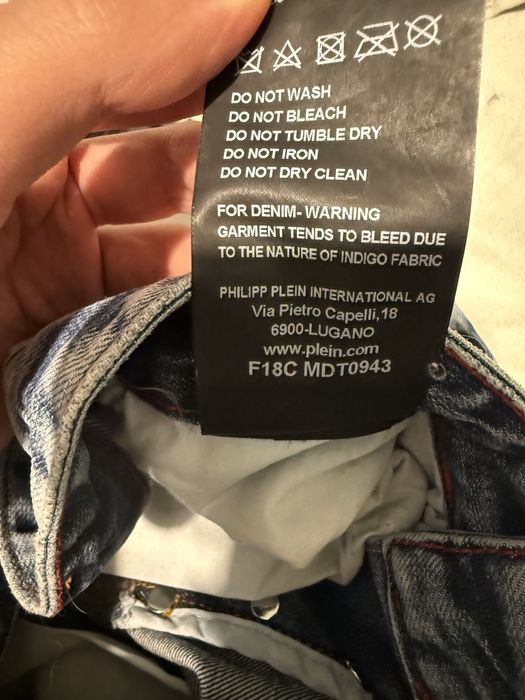 DO NOT WASH
DO NOT BLEACH
DO NOT TUMBLE DRY
DO NOT IRON
DO NOT DRY CLEAN
FOR DENIM- WARNING
GARMENT TENDS TO BLEED DUE
TO THE NATURE OF INDIGO FABRIC
PHILIPP PLEIN INTERNATIONAL AG
Via Pietro Capelli,18
6900-LUGANO
www.plein.com
F18C MDT0943